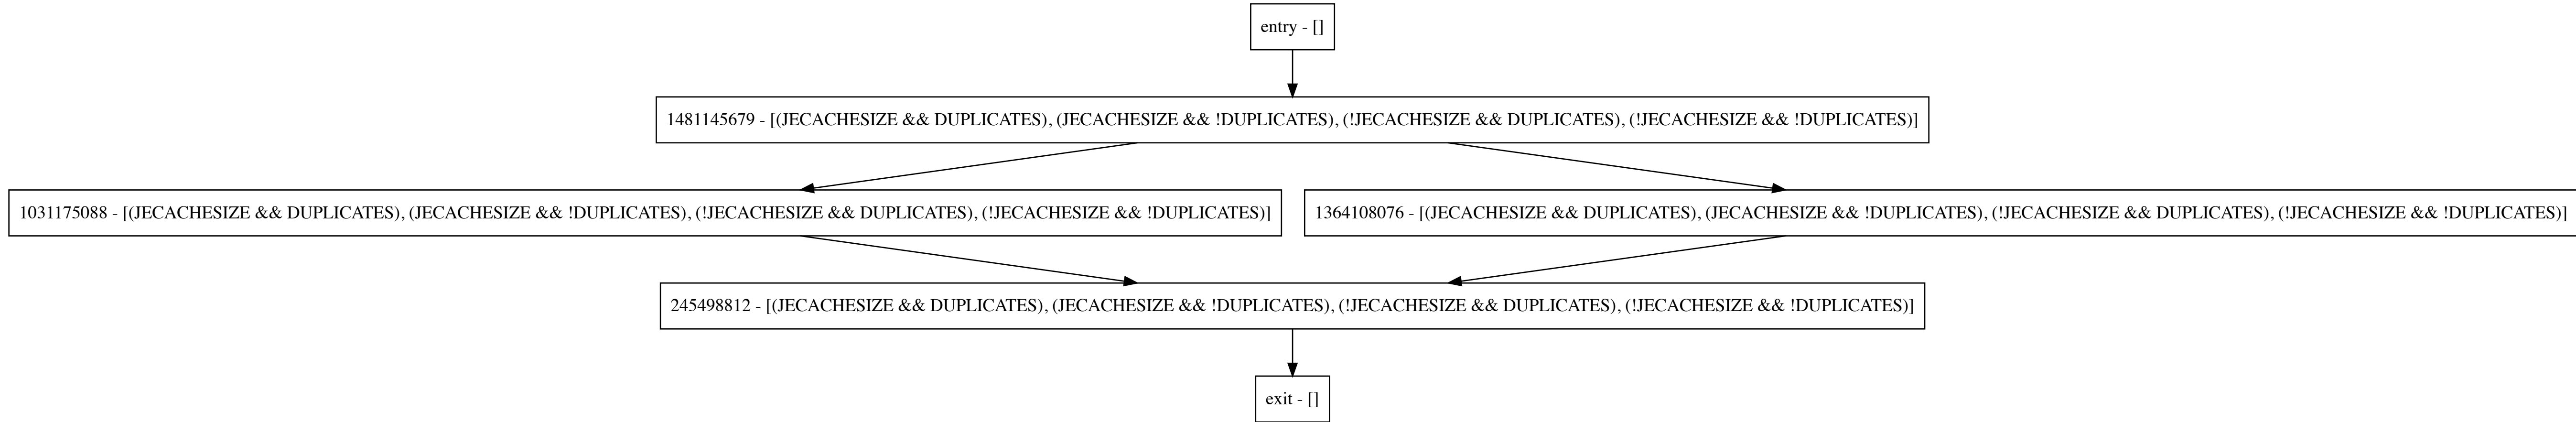 entry - []
1481145679 - [(JECACHESIZE && DUPLICATES), (JECACHESIZE && !DUPLICATES), (!JECACHESIZE && DUPLICATES), (!JECACHESIZE && !DUPLICATES)]
1031175088 - [(JECACHESIZE && DUPLICATES), (JECACHESIZE && !DUPLICATES), (!JECACHESIZE && DUPLICATES), (!JECACHESIZE && !DUPLICATES)]
1364108076 - [(JECACHESIZE && DUPLICATES), (JECACHESIZE && !DUPLICATES), (!JECACHESIZE && DUPLICATES), (!JECACHESIZE && !DUPLICATES)]
245498812 - [(JECACHESIZE && DUPLICATES), (JECACHESIZE && !DUPLICATES), (!JECACHESIZE && DUPLICATES), (!JECACHESIZE && !DUPLICATES)]
exit - []